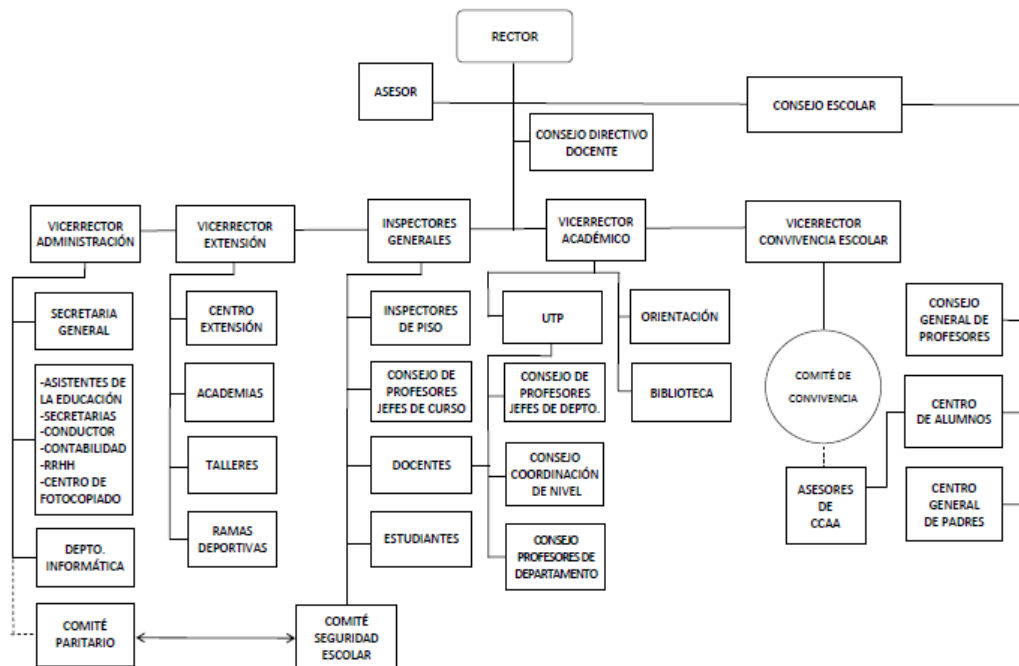 RECTOR
ASESOR
CONSEJO ESCOLAR
CONSEJO DIRECTIVO
DOCENTE
VICERRECTOR
ADMINISTRACIÓN
VICERRECTOR
EXTENSIÓN
INSPECTORES
GENERALES
VICERRECTOR
ACADÉMICO
VICERRECTOR
CONVIVENCIA ESCOLAR
SECRETARIA
GENERAL
-ASISTENTES DE
LA EDUCACIÓN
-SECRETARIAS
-CONDUCTOR
-CONTABILIDAD
-RRHH
-CENTRO DE
FOTOCOPIADO
DEPTO.
INFORMÁTICA
COMITÉ
PARITARIO
CENTRO
EXTENSIÓN
ACADEMIAS
TALLERES
RAMAS
DEPORTIVAS
INSPECTORES
DE PISO
CONSEJO DE
PROFESORES
JEFES DE CURSO
DOCENTES
ESTUDIANTES
COMITÉ
SEGURIDAD
ESCOLAR
UTP
CONSEJO DE
PROFESORES
JEFES DE DEPTO.
CONSEJO
COORDINACIÓN
DE NIVEL
CONSEJO
PROFESORES DE
DEPARTAMENTO
ORIENTACIÓN
BIBLIOTECA
COMITÉ DE
CONVIVENCIA
ASESORES
DE
CCAA
CONSEJO
GENERAL DE
PROFESORES
CENTRO
DE ALUMNOS
CENTRO
GENERAL
DE PADRES